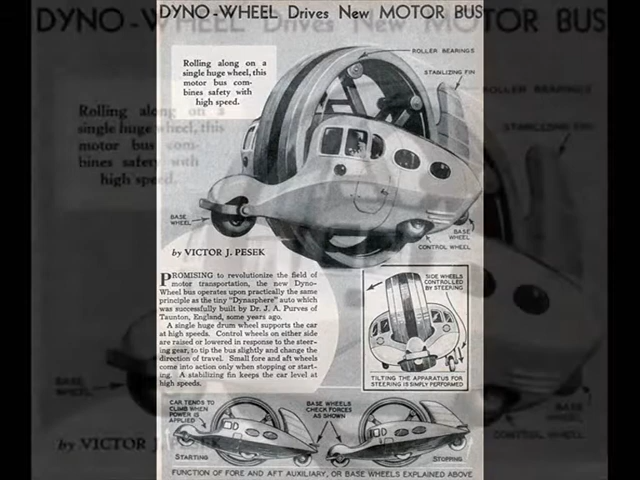 DYNO-WHEEL Drives New MOTOR BUS
Rolling along on a
single huge wheel, this
motor bus com-
bines safety with
high speed.
ROLLER BEARINGS
STABILIZING FIN
BASE
WHEEL
BASE
WHEEL
CONTROL WHEEL
by VICTOR J. PESEK
PROMISING to revolutionize the field of
motor transportation, the new Dyno-
Wheel bus operates upon practically the same
principle as the tiny "Dynasphere" auto which
was successfully built by Dr. J. A. Purves of
Taunton, England, some years ago.
A single huge drum wheel supports the car
at high speeds. Control wheels on either side
are raised or lowered in response to the steer-
ing gear, to tip the bus slightly and change the
direction of travel. Small fore and aft wheels
come into action only when stopping or start-
ing. A stabilizing fin keeps the car level at
high speeds.
SIDE WHEELS
CONTROLLED
BY STEERING
TILTING THE APPARATUS FOR
STEERING IS SIMPLY PERFORMED
CAR TENDS TO
CLIMB WHEN
POWER IS
APPLIED
BASE WHEELS
CHECK FORCES
AS SHOWN
STARTING
STOPPING
FUNCTION OF FORE AND AFT AUXILIARY, OR BASE WHEELS EXPLAINED ABOVE